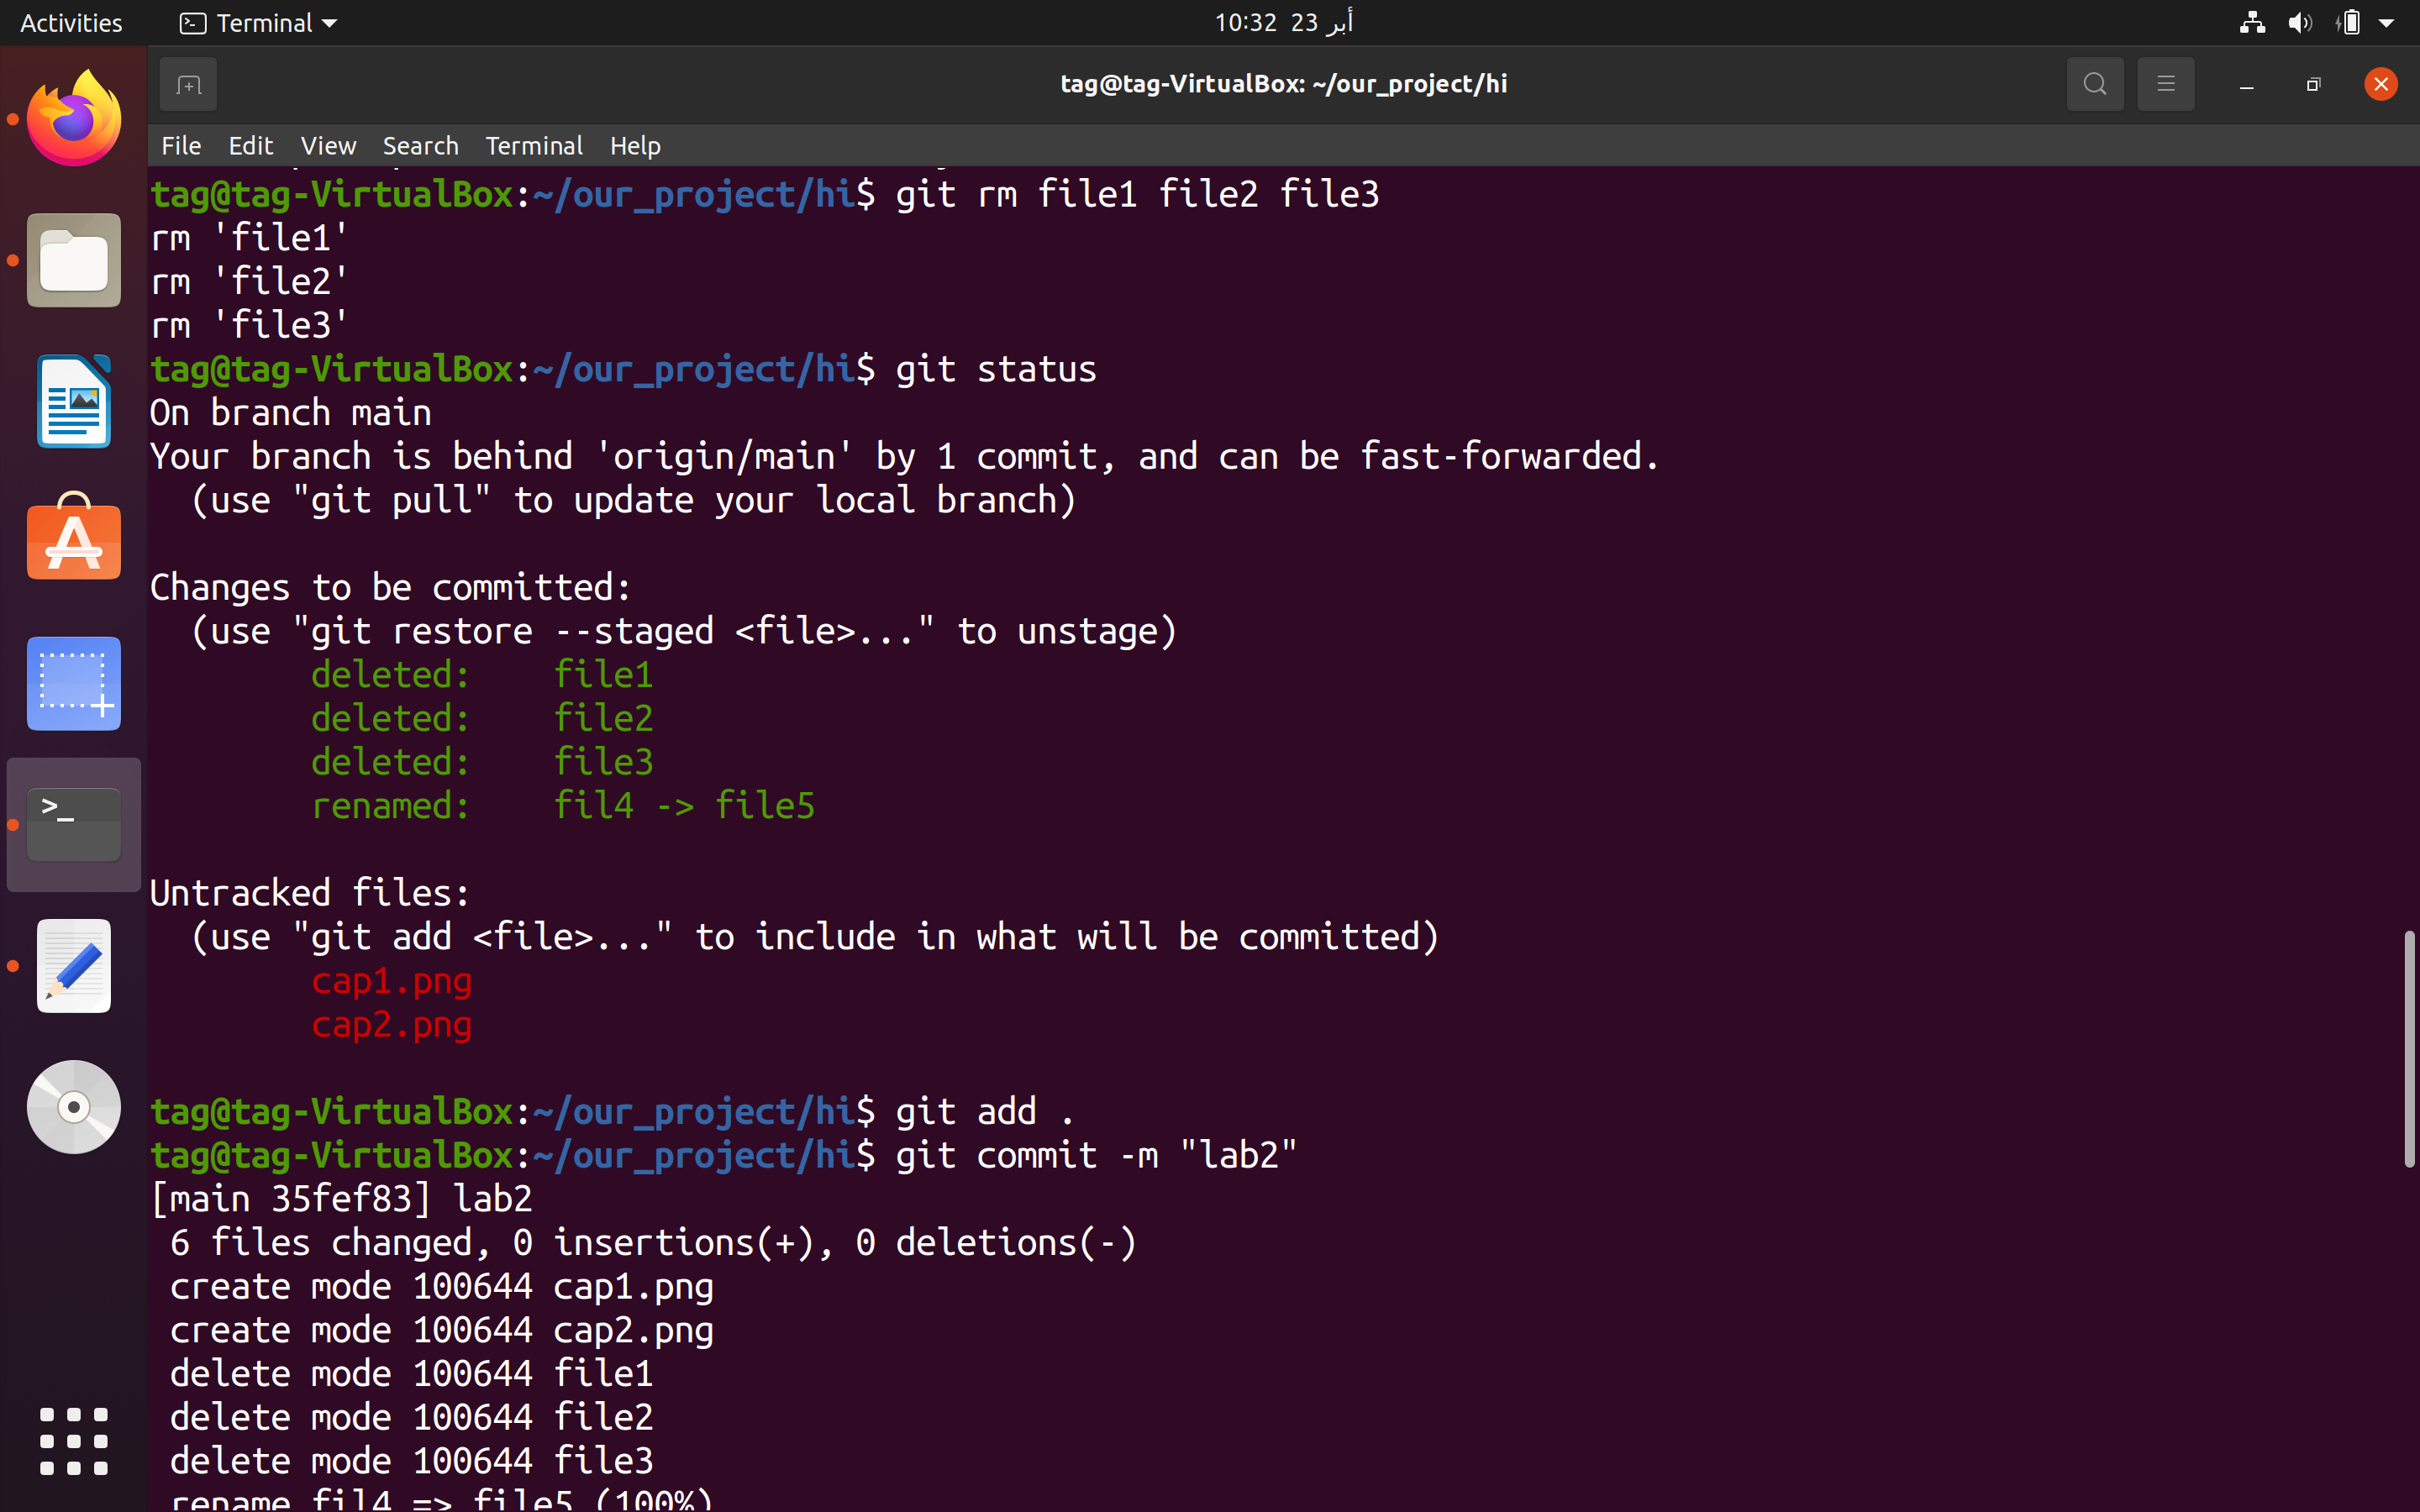 Activities Terminal 10:32 23 أبر
tag@tag-VirtualBox: ~/our_project/hi
File Edit View Search Terminal Help
tag@tag-VirtualBox:~/our_project/hi$ git rm file1 file2 file3
rm 'file1'
rm 'file2'
rm 'file3'
tag@tag-VirtualBox:~/our_project/hi$ git status
On branch main
Your branch is behind 'origin/main' by 1 commit, and can be fast-forwarded.
  (use "git pull" to update your local branch)

Changes to be committed:
  (use "git restore --staged <file>..." to unstage)
        deleted:    file1
        deleted:    file2
        deleted:    file3
        renamed:    fil4 -> file5

Untracked files:
  (use "git add <file>..." to include in what will be committed)
        cap1.png
        cap2.png

tag@tag-VirtualBox:~/our_project/hi$ git add .
tag@tag-VirtualBox:~/our_project/hi$ git commit -m "lab2"
[main 35fef83] lab2
 6 files changed, 0 insertions(+), 0 deletions(-)
 create mode 100644 cap1.png
 create mode 100644 cap2.png
 delete mode 100644 file1
 delete mode 100644 file2
 delete mode 100644 file3
 rename fil4 => file5 (100%)